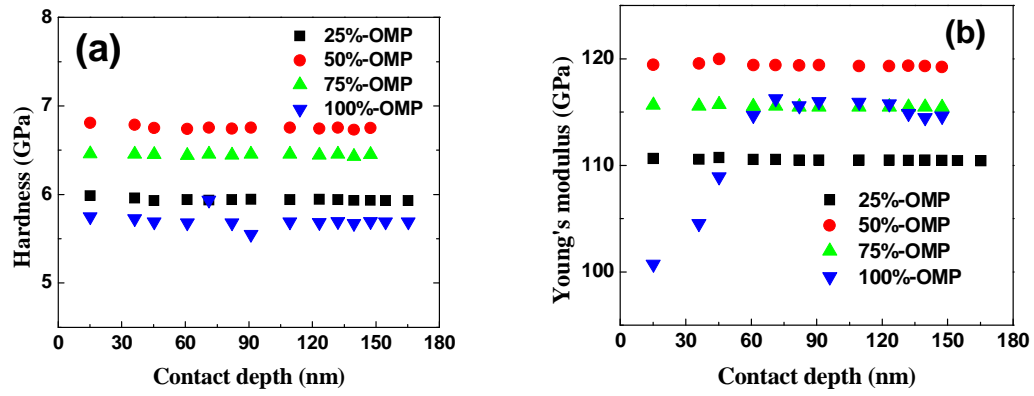 (a)
25%-OMP
50%-OMP
75%-OMP
100%-OMP
Hardness (GPa)
8
7
6
5
0 30 60 90 120 150 180
Contact depth (nm)
(b)
Young's modulus (GPa)
120
110
100
25%-OMP
50%-OMP
75%-OMP
100%-OMP
0 30 60 90 120 150 180
Contact depth (nm)